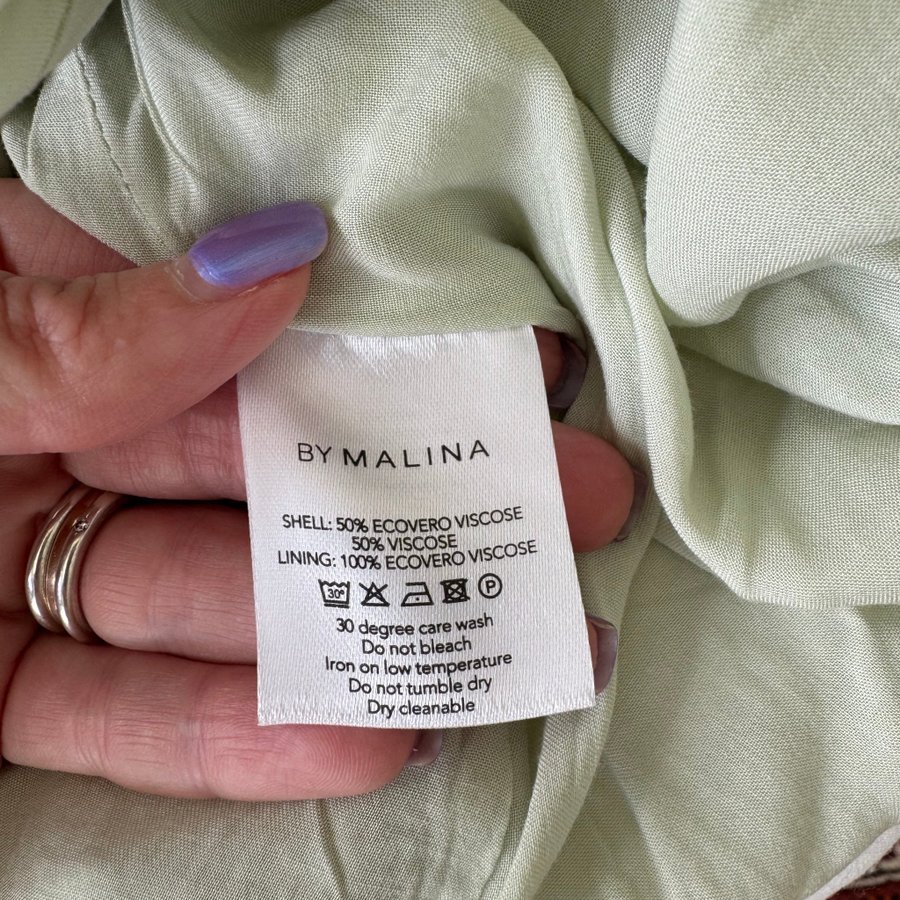 BY MALINA
SHELL: 50% ECOVERO VISCOSE
50% VISCOSE
LINING: 100% ECOVERO VISCOSE
30° P
30 degree care wash
Do not bleach
Iron on low temperature
Do not tumble dry
Dry cleanable